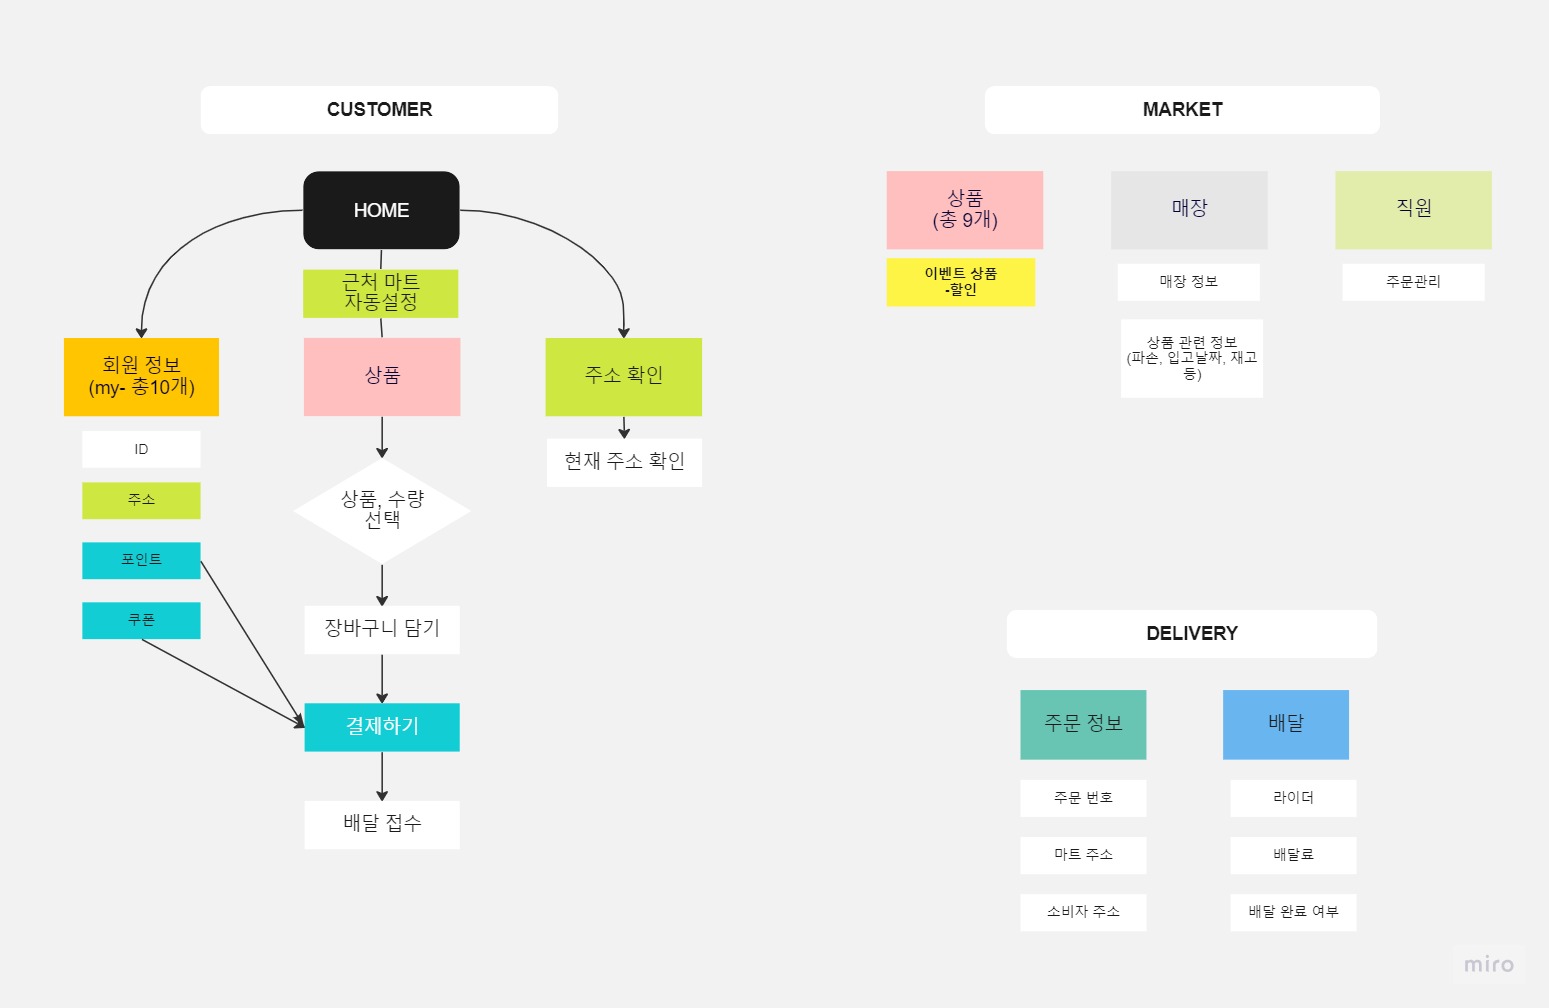 CUSTOMER
HOME
근처 마트
자동설정
회원 정보
(my- 총10개)
상품
주소 확인
ID
주소
포인트
쿠폰
현재 주소 확인
상품, 수량
선택
장바구니 담기
결제하기
배달 접수
MARKET
상품
(총 9개)
매장
직원
이벤트 상품
-할인
매장 정보
주문관리
상품 관련 정보
(파손, 입고날짜, 재고
등)
DELIVERY
주문 정보
배달
주문 번호
라이더
마트 주소
배달료
소비자 주소
배달 완료 여부
miro